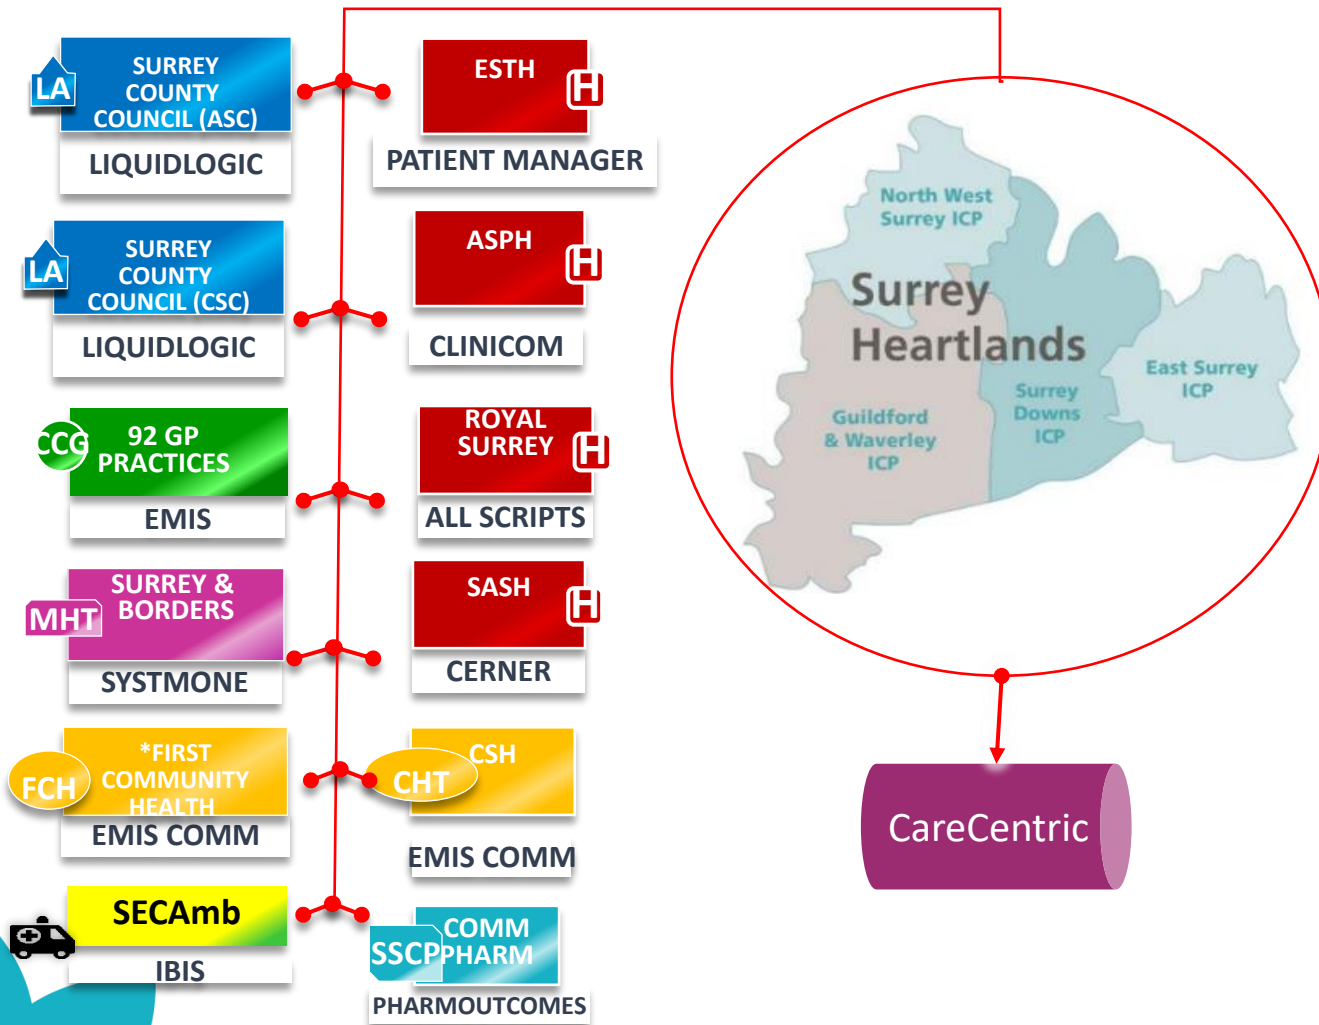 LA
SURREY
COUNTY
COUNCIL (ASC)
LIQUIDLOGIC
ESTH
H
PATIENT MANAGER
LA
SURREY
COUNTY
COUNCIL (CSC)
LIQUIDLOGIC
ASPH
H
CLINICOM
CCG
92 GP
PRACTICES
EMIS
ROYAL
SURREY
H
ALL SCRIPTS
MHT
SURREY &
BORDERS
SYSTMONE
SASH
H
CERNER
FCH
*FIRST
COMMUNITY
HEALTH
EMIS COMM
CHT
CSH
EMIS COMM
SECAmb
IBIS
SSCP
COMM
PHARM
PHARMOUTCOMES
North West
Surrey ICP
Surrey
Heartlands
Guildford
& Waverley
ICP
Surrey
Downs
ICP
East Surrey
ICP
CareCentric